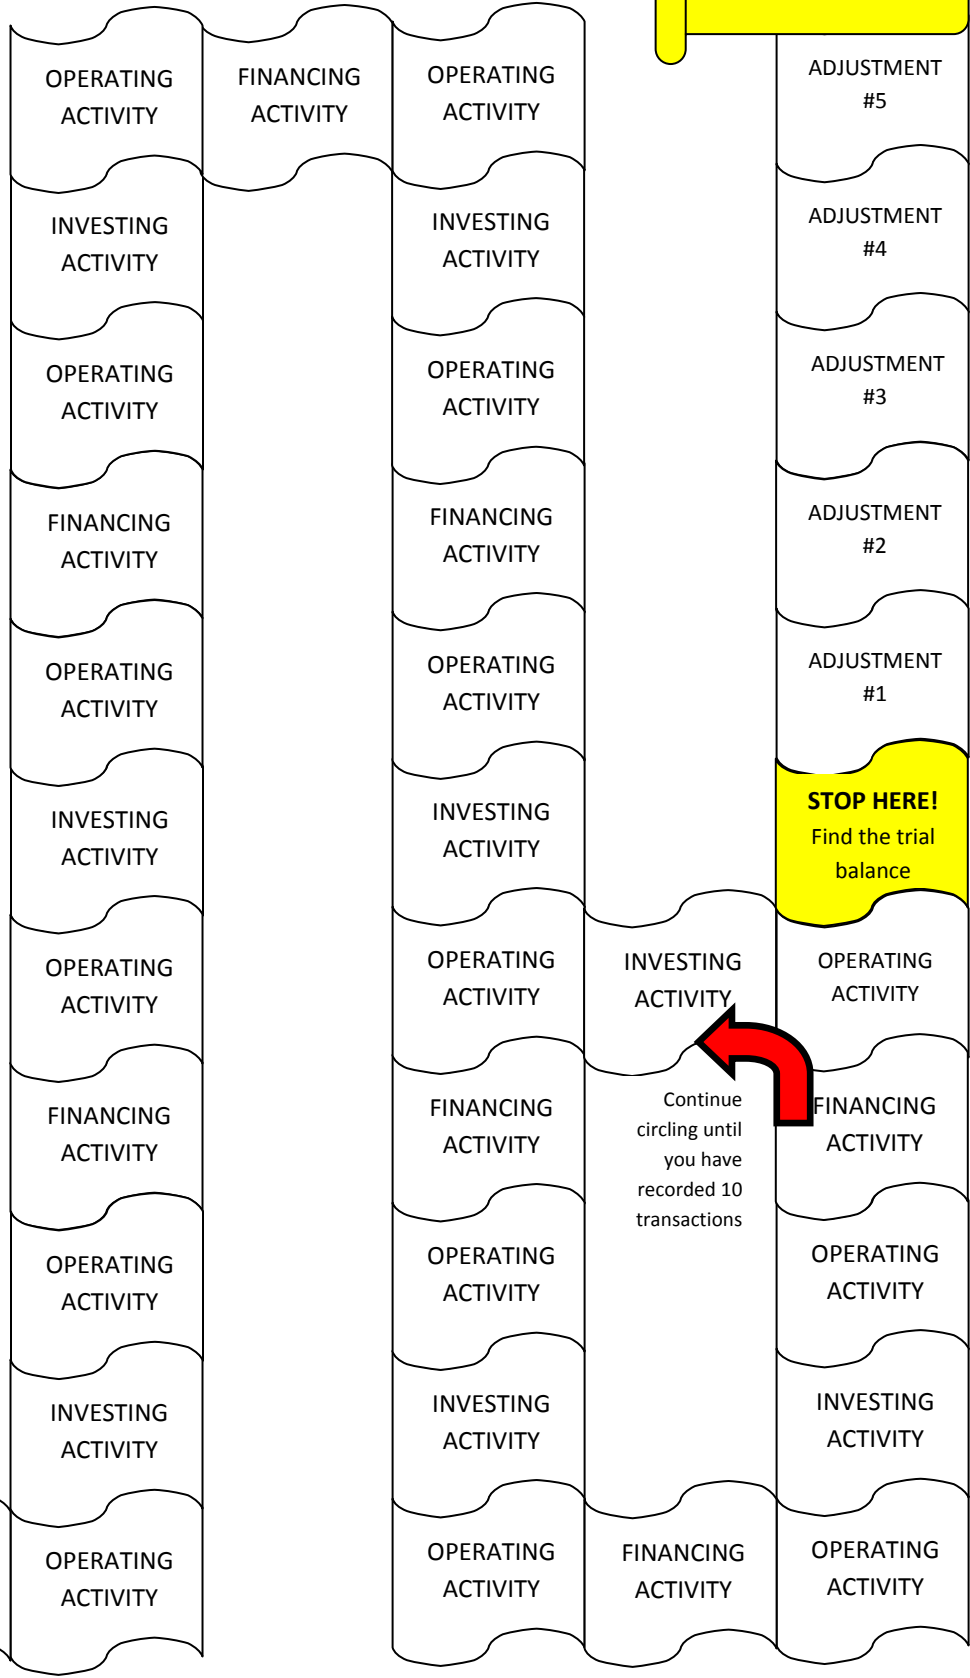 OPERATING
ACTIVITY
FINANCING
ACTIVITY
OPERATING
ACTIVITY
ADJUSTMENT
#5
INVESTING
ACTIVITY
INVESTING
ACTIVITY
ADJUSTMENT
#4
OPERATING
ACTIVITY
OPERATING
ACTIVITY
ADJUSTMENT
#3
FINANCING
ACTIVITY
FINANCING
ACTIVITY
ADJUSTMENT
#2
OPERATING
ACTIVITY
OPERATING
ACTIVITY
ADJUSTMENT
#1
INVESTING
ACTIVITY
INVESTING
ACTIVITY
STOP HERE!
Find the trial
balance
OPERATING
ACTIVITY
OPERATING
ACTIVITY
INVESTING
ACTIVITY
OPERATING
ACTIVITY
FINANCING
ACTIVITY
FINANCING
ACTIVITY
Continue
circling until
you have
recorded 10
transactions
FINANCING
ACTIVITY
OPERATING
ACTIVITY
OPERATING
ACTIVITY
OPERATING
ACTIVITY
INVESTING
ACTIVITY
INVESTING
ACTIVITY
INVESTING
ACTIVITY
OPERATING
ACTIVITY
OPERATING
ACTIVITY
FINANCING
ACTIVITY
OPERATING
ACTIVITY